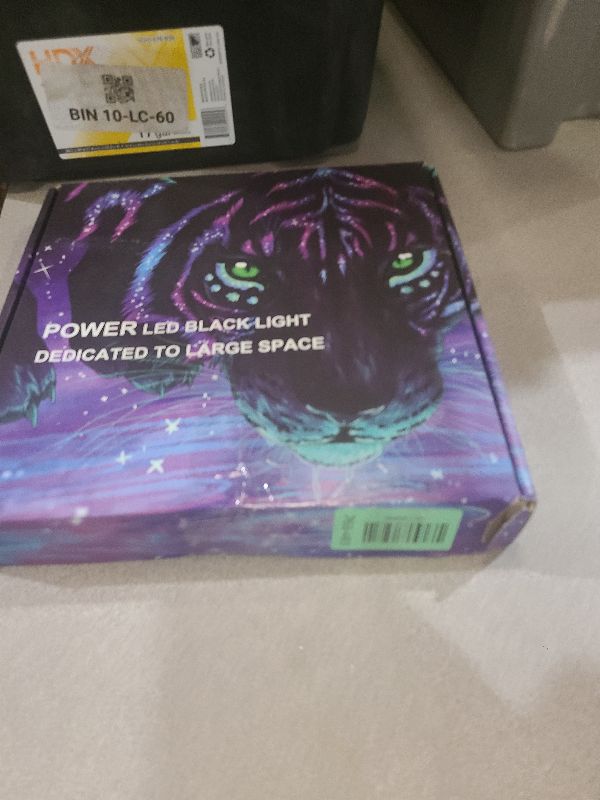 HDX
BIN 10-LC-60
POWER LED BLACK LIGHT
DEDICATED TO LARGE SPACE